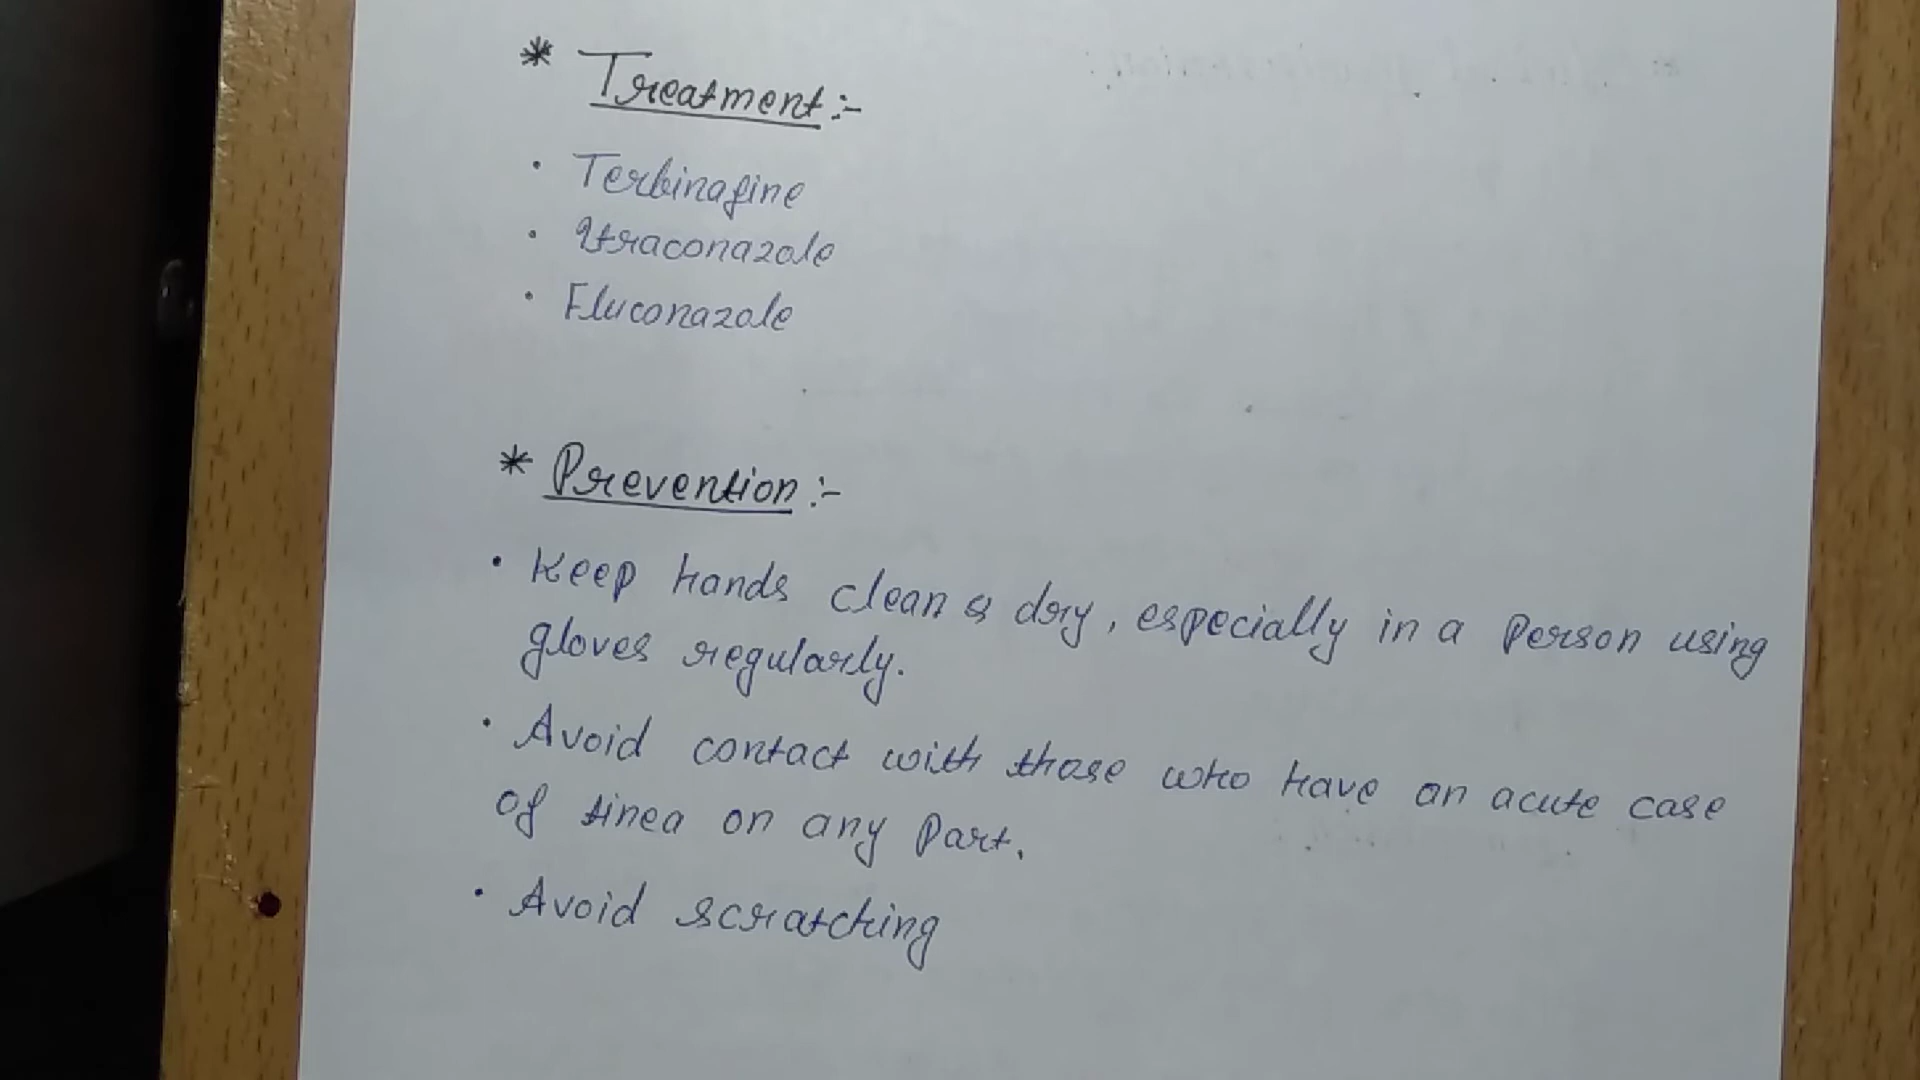 * Treatment :-
· Terbinafine
· Itraconazole
· Fluconazole
* Prevention :-
· Keep hands clean & dry, especially in a person using
gloves regularly.
· Avoid contact with those who have an acute case
of tinea on any part.
· Avoid scratching